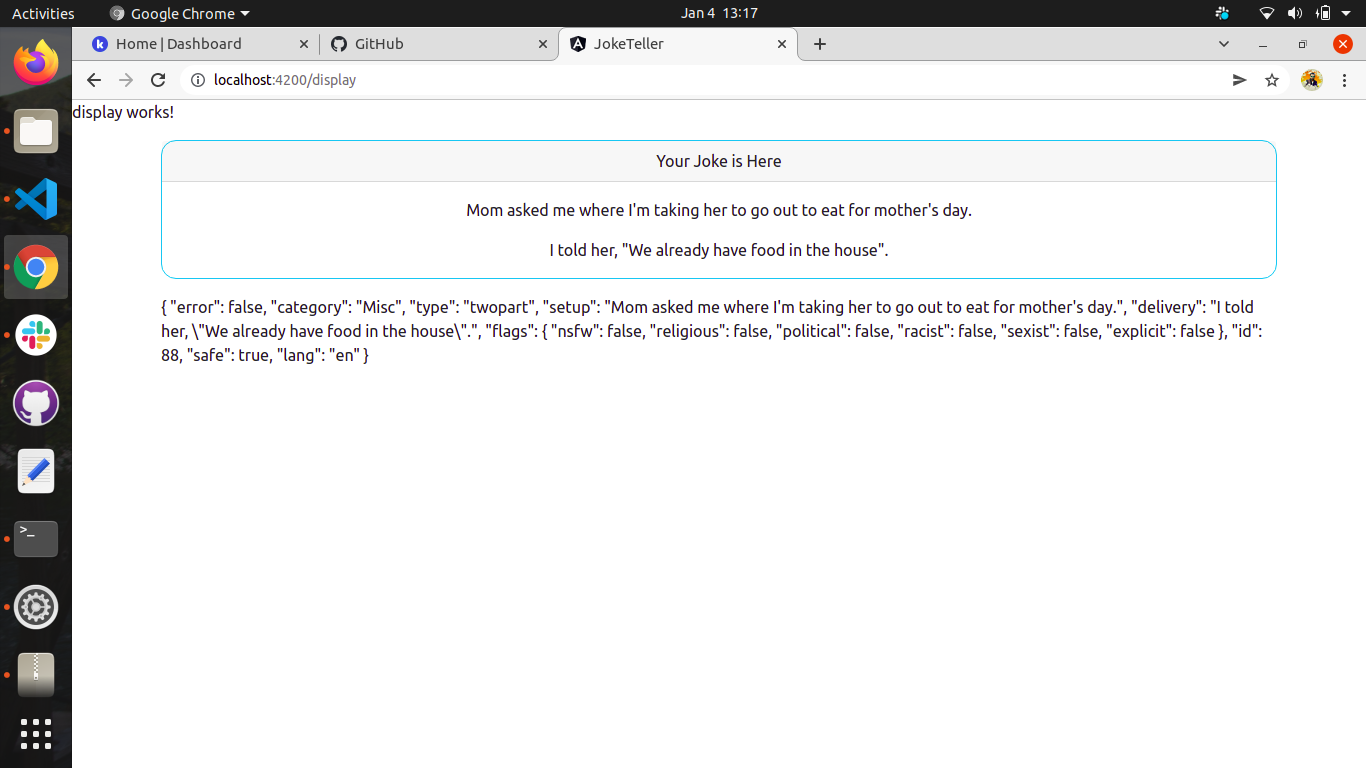 Activities Google Chrome Jan 4 13:17
Home | Dashboard GitHub JokeTeller
localhost:4200/display
display works!
Your Joke is Here
Mom asked me where I'm taking her to go out to eat for mother's day.
I told her, "We already have food in the house".
{ "error": false, "category": "Misc", "type": "twopart", "setup": "Mom asked me where I'm taking her to go out to eat for mother's day.", "delivery": "I told
her, \"We already have food in the house\".", "flags": { "nsfw": false, "religious": false, "political": false, "racist": false, "sexist": false, "explicit": false }, "id":
88, "safe": true, "lang": "en" }